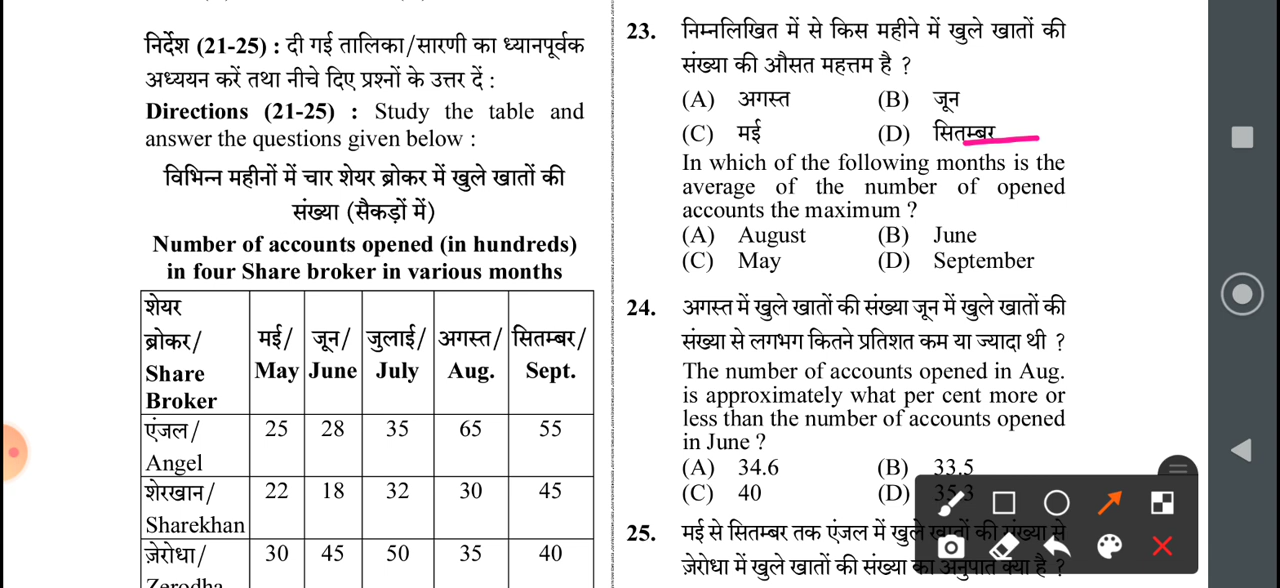 निर्देश (21-25) : दी गई तालिका/सारणी का ध्यानपूर्वक
अध्ययन करें तथा नीचे दिए प्रश्नों के उत्तर दें :
Directions (21-25) : Study the table and
answer the questions given below :
विभिन्न महीनों में चार शेयर ब्रोकर में खुले खातों की
संख्या (सैकड़ों में)
Number of accounts opened (in hundreds)
in four Share broker in various months
शेयर
ब्रोकर/ मई/ जून/ जुलाई/ अगस्त/ सितम्बर/
Share May June July Aug. Sept.
Broker
एंजल/ 25 28 35 65 55
Angel
शेरखान/ 22 18 32 30 45
Sharekhan
ज़ेरोधा/ 30 45 50 35 40
Zerodha
23. निम्नलिखित में से किस महीने में खुले खातों की
संख्या की औसत महत्तम है ?
(A) अगस्त (B) जून
(C) मई (D) सितम्बर
In which of the following months is the
average of the number of opened
accounts the maximum ?
(A) August (B) June
(C) May (D) September
24. अगस्त में खुले खातों की संख्या जून में खुले खातों की
संख्या से लगभग कितने प्रतिशत कम या ज्यादा थी ?
The number of accounts opened in Aug.
is approximately what per cent more or
less than the number of accounts opened
in June ?
(A) 34.6 (B) 33.5
(C) 40 (D) 35.3
25. मई से सितम्बर तक एंजल में खुले खातों की संख्या से
ज़ेरोधा में खुले खातों की संख्या का अनुपात क्या है ?